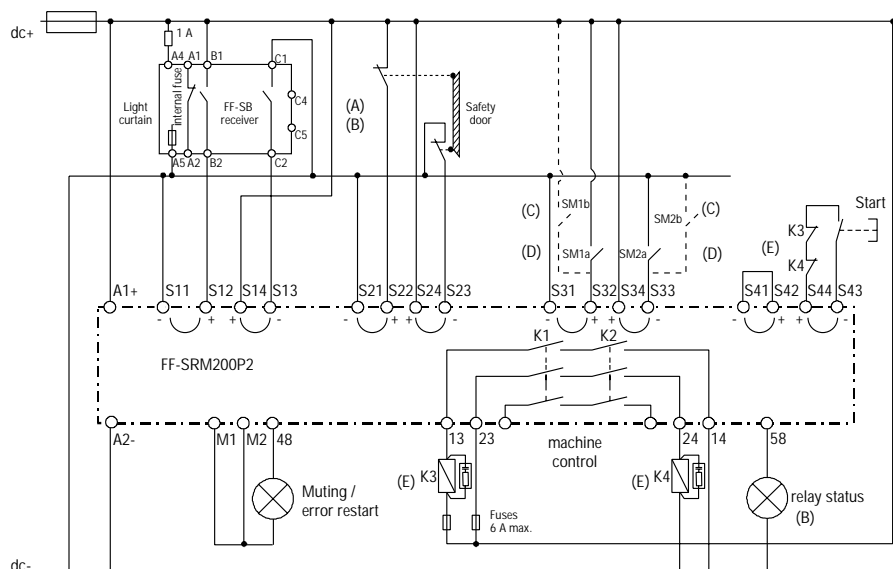 dc+
1 A
A4 A1 B1 C1
Light curtain
internal fuse
FF-SB receiver
C4
C5
A5 A2 B2 C2
(A)
(B)
Safety door
(C)
SM1b
SM2b
(C)
(D)
SM1a
SM2a
(D)
Start
K3
(E)
K4
A1+ S11 S12 S14 S13 S21 S22 S24 S23 S31 S32 S34 S33 S41 S42 S44 S43
- + + - - + + - - + + - - + + -
K1 K2
FF-SRM200P2
A2- M1 M2 48 13 23 machine control 24 14 58
Muting / error restart
(E) K3
Fuses 6 A max.
(E) K4
relay status
(B)
dc-